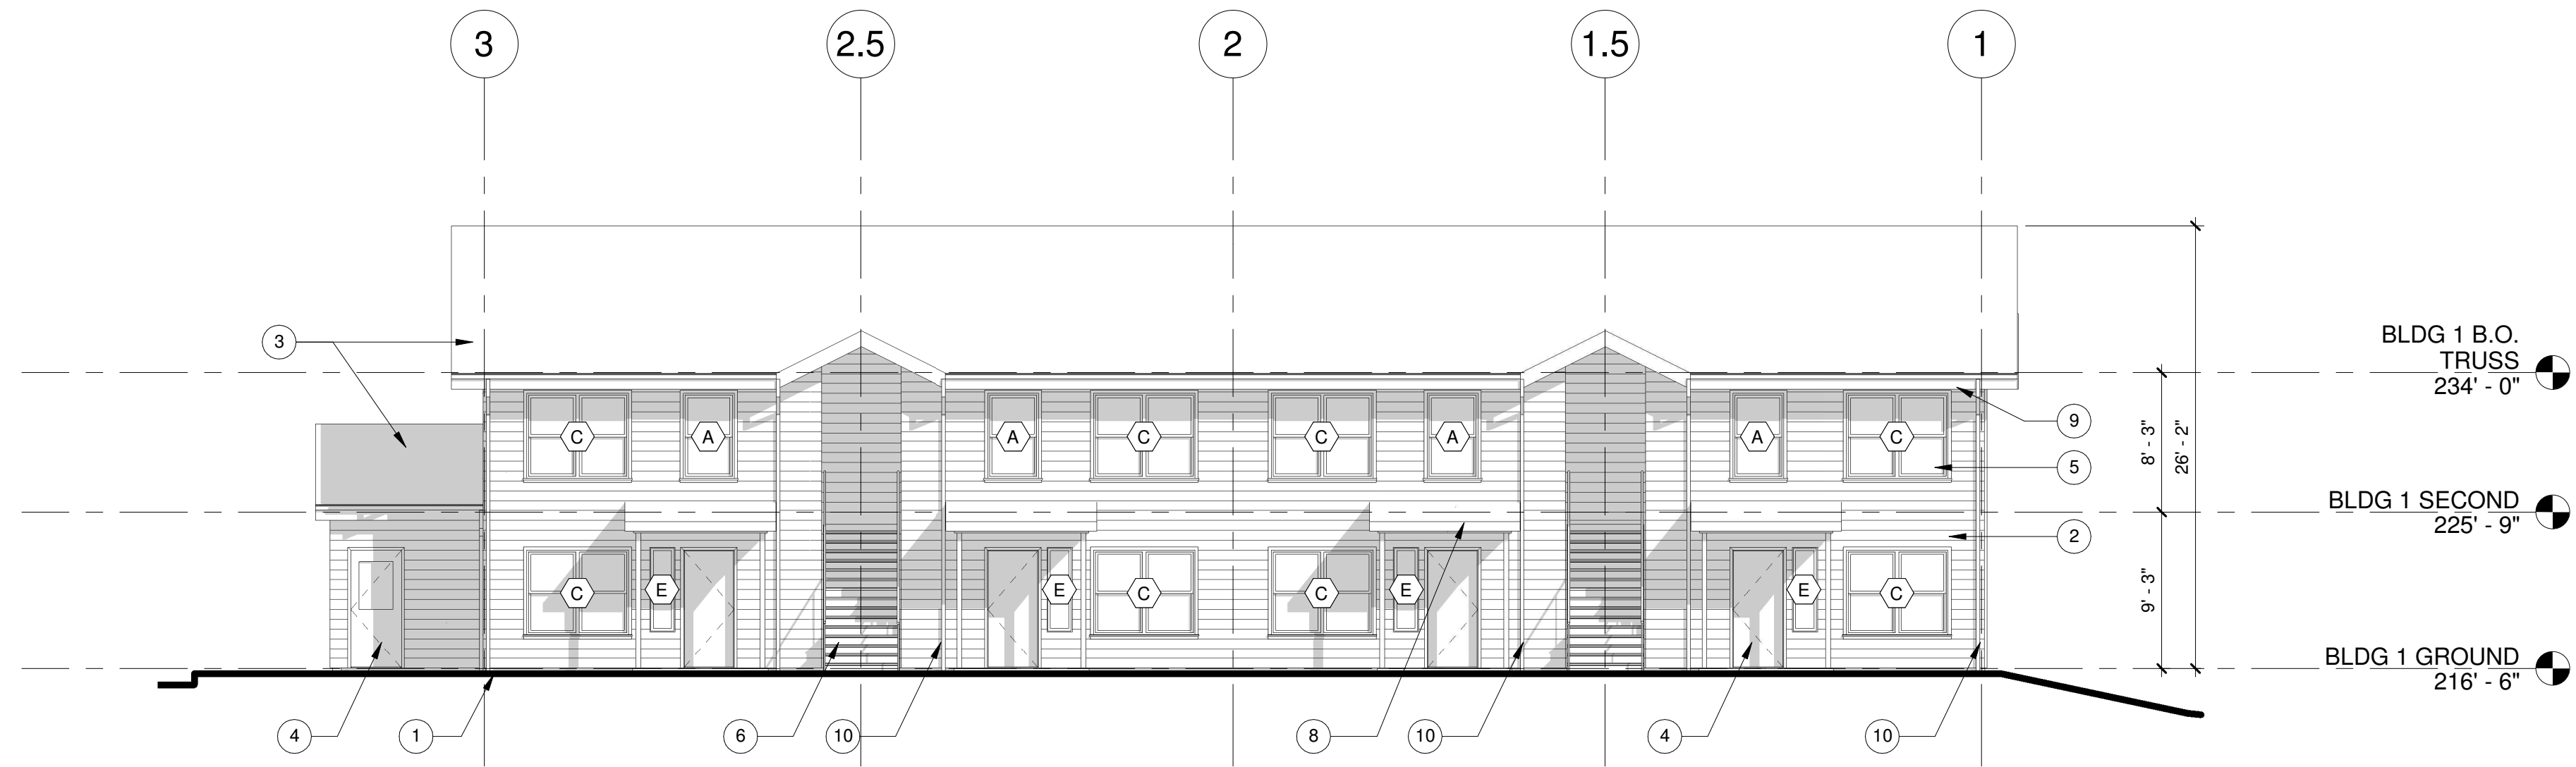 3 2.5 2 1.5 1
BLDG 1 B.O.
TRUSS
234' - 0"
3
9
C A A C C A A C
8' - 3"
26' - 2"
5
BLDG 1 SECOND
225' - 9"
2
C E E C C E E C
9' - 3"
BLDG 1 GROUND
216' - 6"
4 1 6 10 8 10 4 10